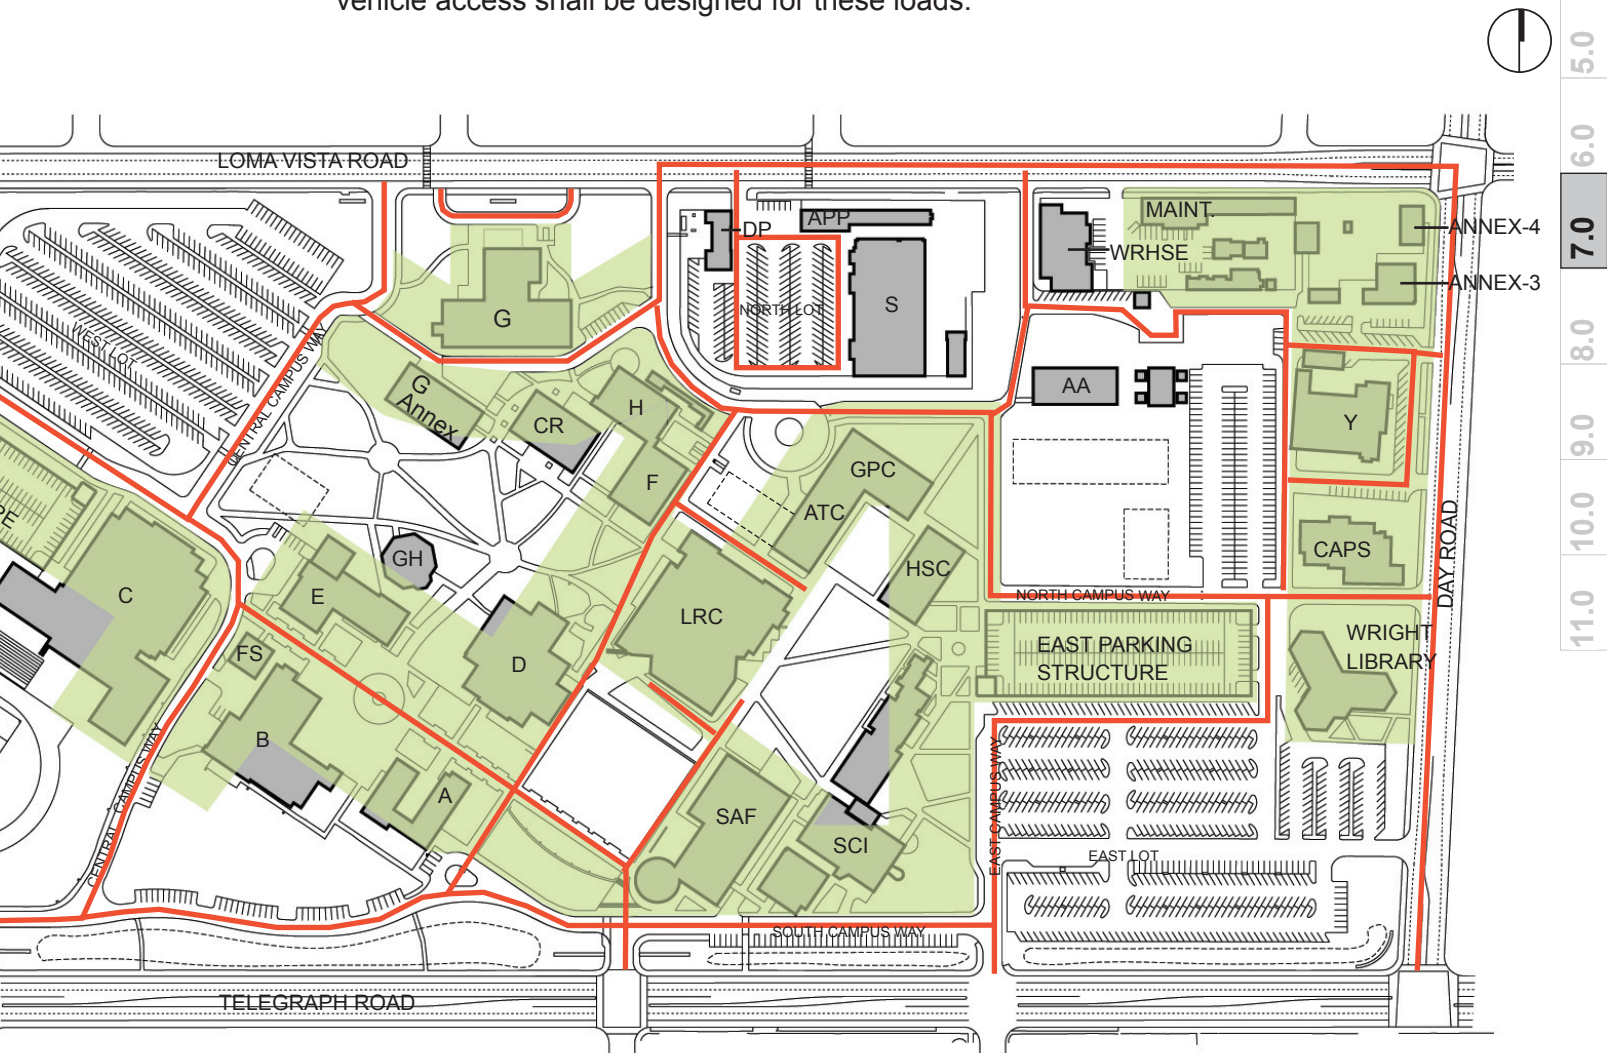 vehicle access shall be designed for these loads.
5.0
6.0
7.0
8.0
9.0
10.0
11.0
LOMA VISTA ROAD
MAINT.
APP
DP
ANNEX-4
WRHSE
ANNEX-3
G
S
NORTH LOT
WEST LOT
CENTRAL CAMPUS WAY
G
Annex
AA
H
CR
Y
F
GPC
ATC
DAY ROAD
CAPS
GH
HSC
C
E
NORTH CAMPUS WAY
LRC
WRIGHT
LIBRARY
EAST PARKING
STRUCTURE
FS
D
B
EAST CAMPUS WAY
CENTRAL CAMPUS WAY
A
SAF
SCI
EAST LOT
SOUTH CAMPUS WAY
TELEGRAPH ROAD